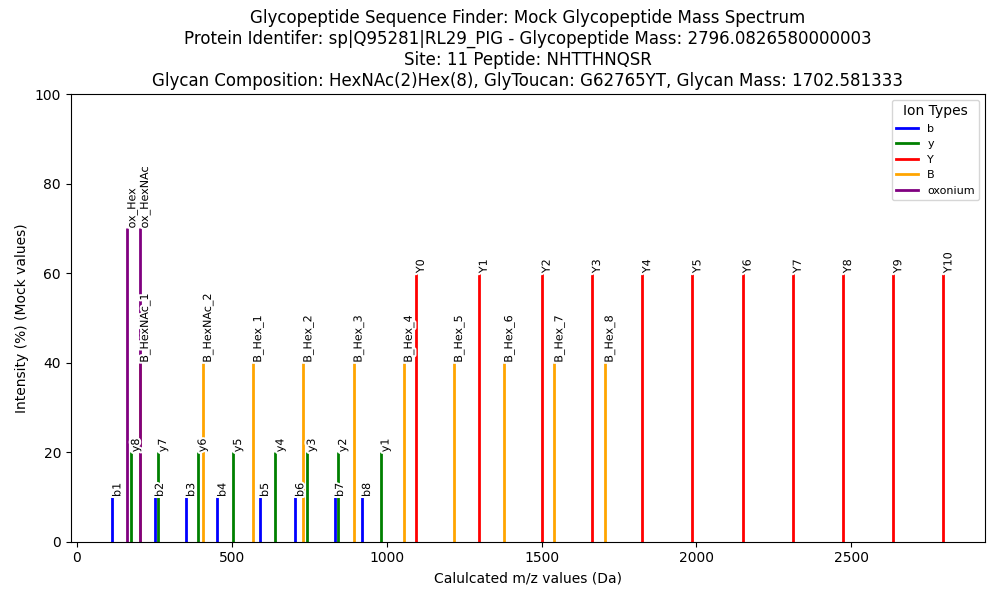 Glycopeptide Sequence Finder: Mock Glycopeptide Mass Spectrum
Protein Identifer: sp|Q95281|RL29_PIG - Glycopeptide Mass: 2796.0826580000003
Site: 11 Peptide: NHTTHNQSR
Glycan Composition: HexNAc(2)Hex(8), GlyToucan: G62765YT, Glycan Mass: 1702.581333
Intensity (%) (Mock values)
100
80
60
40
20
0
ox_Hex
ox_HexNAc
B_HexNAc_1
B_HexNAc_2
B_Hex_1
B_Hex_2
B_Hex_3
B_Hex_4
B_Hex_5
B_Hex_6
B_Hex_7
B_Hex_8
Y0
Y1
Y2
Y3
Y4
Y5
Y6
Y7
Y8
Y9
Y10
y8
y7
y6
y5
y4
y3
y2
y1
b1
b2
b3
b4
b5
b6
b7
b8
Ion Types
b
y
Y
B
oxonium
0
500
1000
1500
2000
2500
Calulcated m/z values (Da)